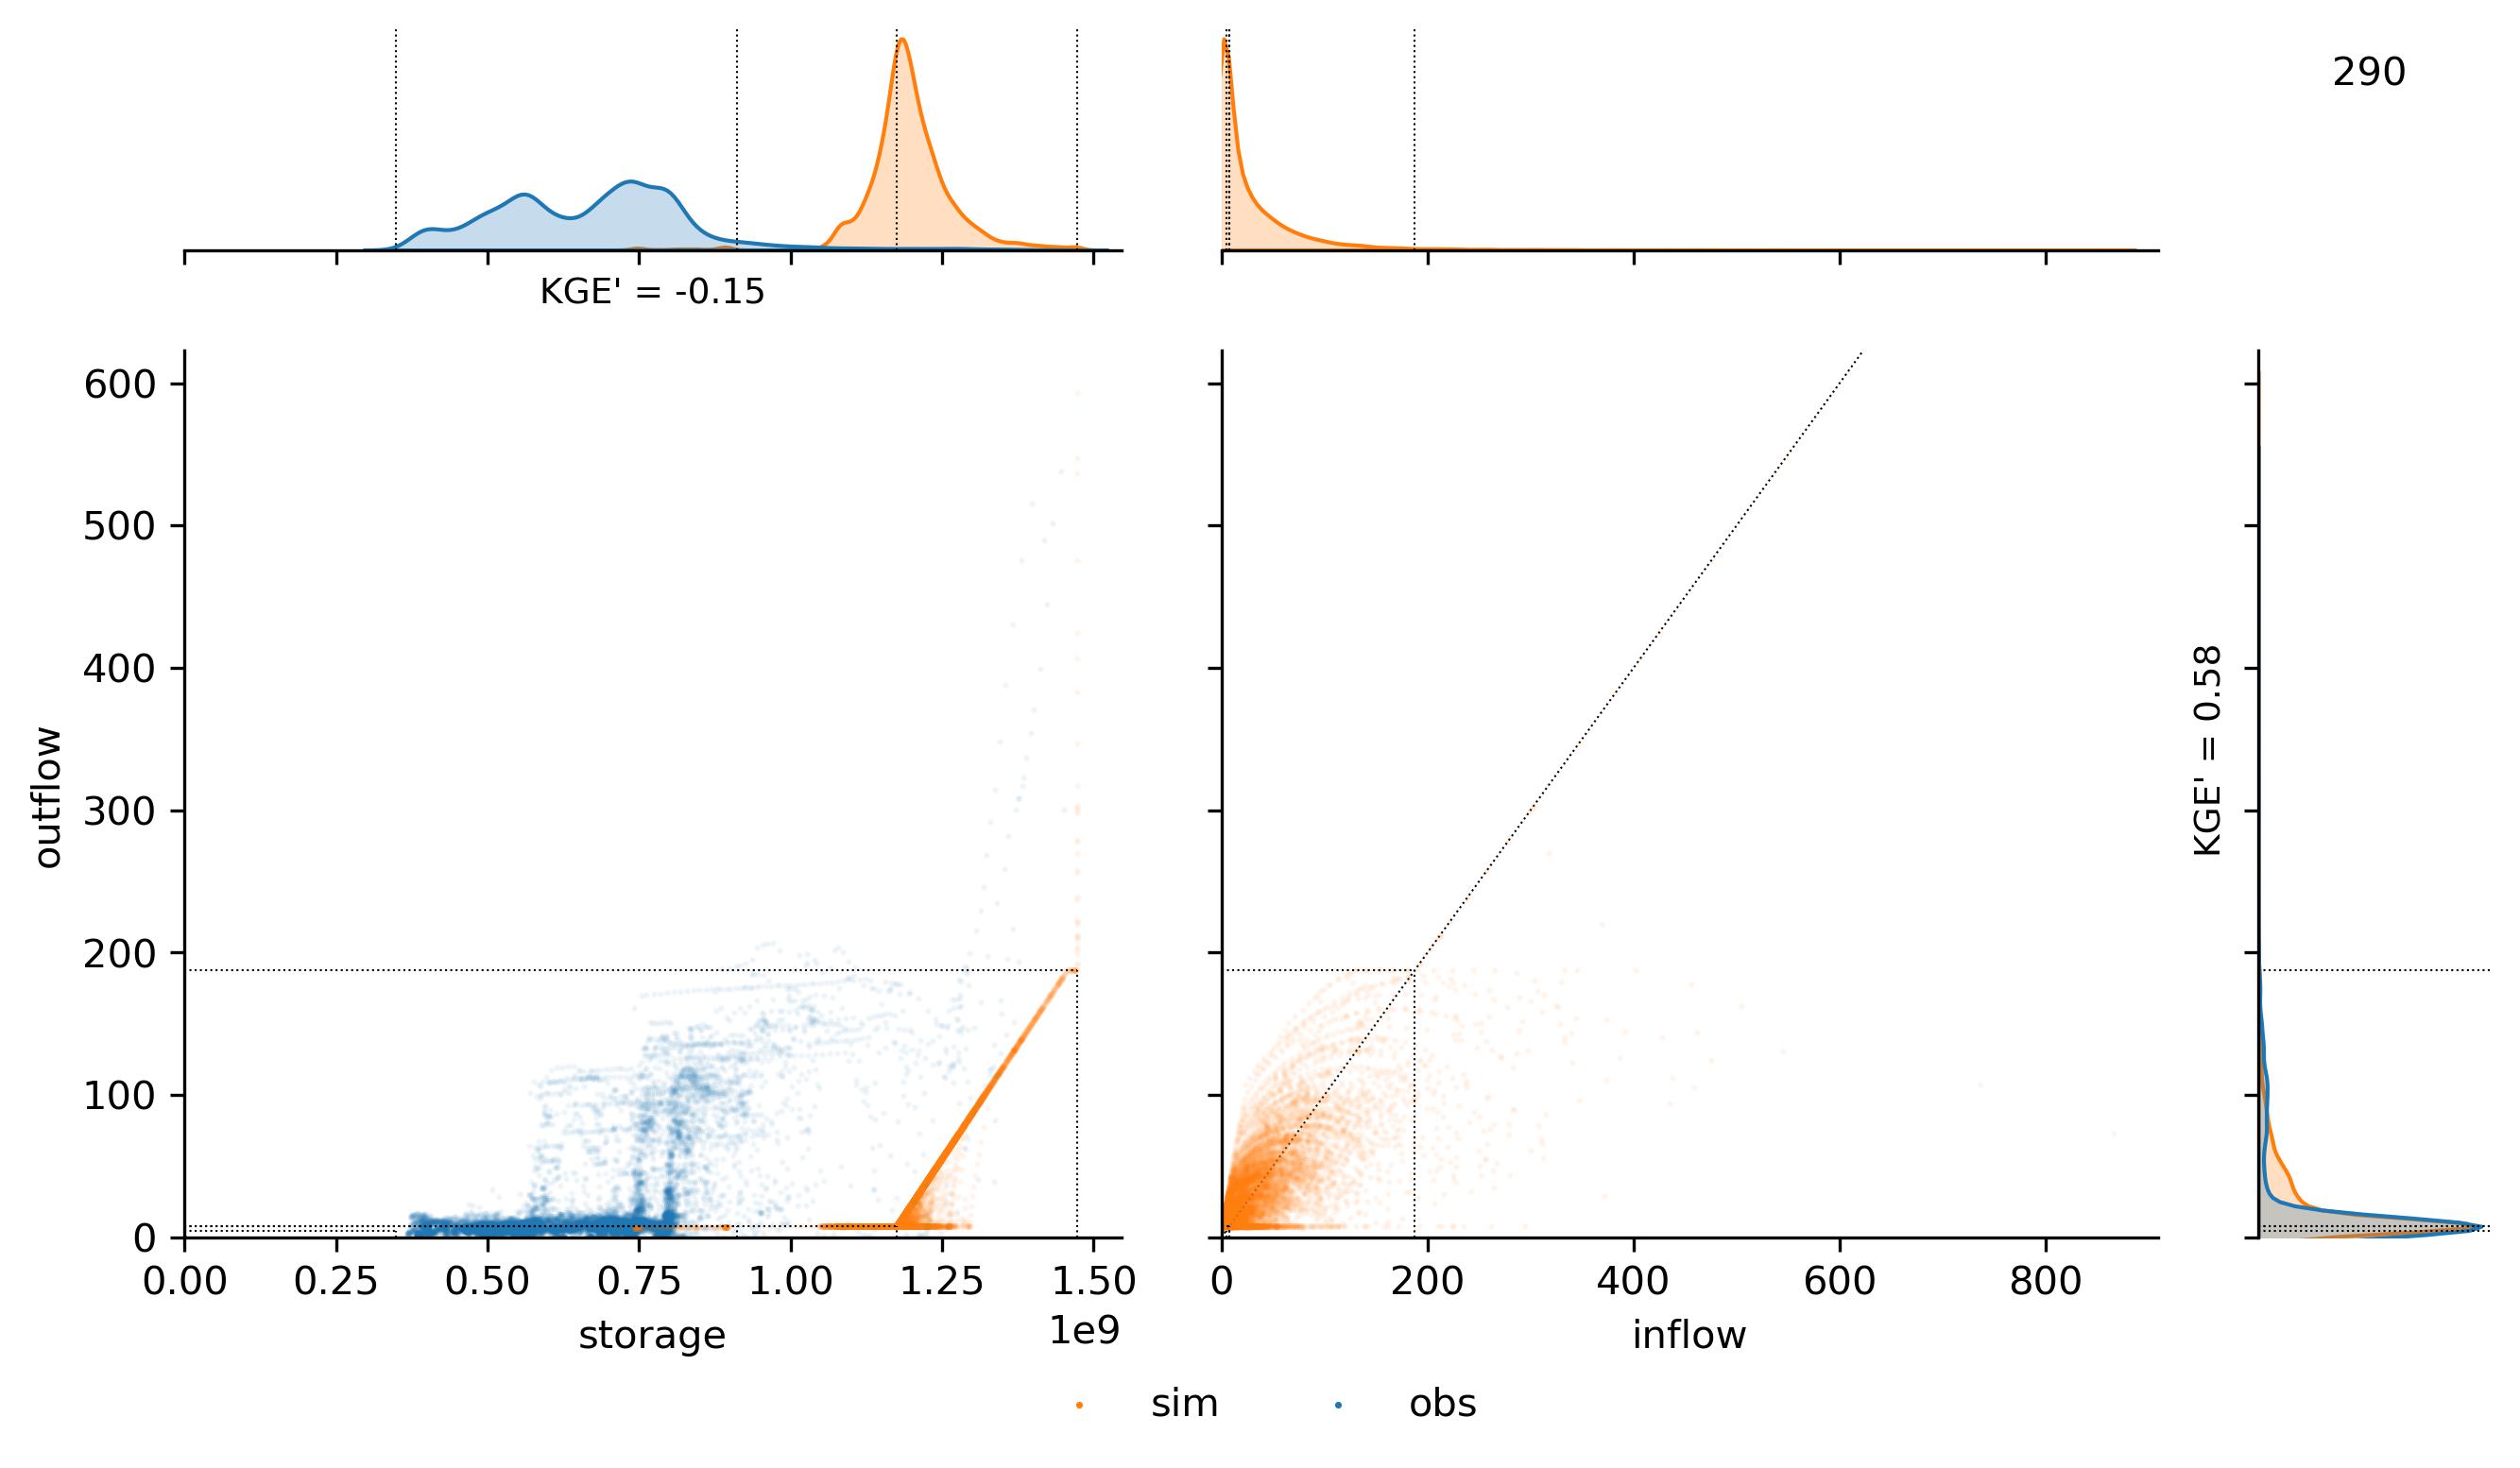 290
KGE' = -0.15
600
500
400
300
200
100
0
outflow
KGE' = 0.58
0.00 0.25 0.50 0.75 1.00 1.25 1.50
0 200 400 600 800
storage
1e9
inflow
sim obs